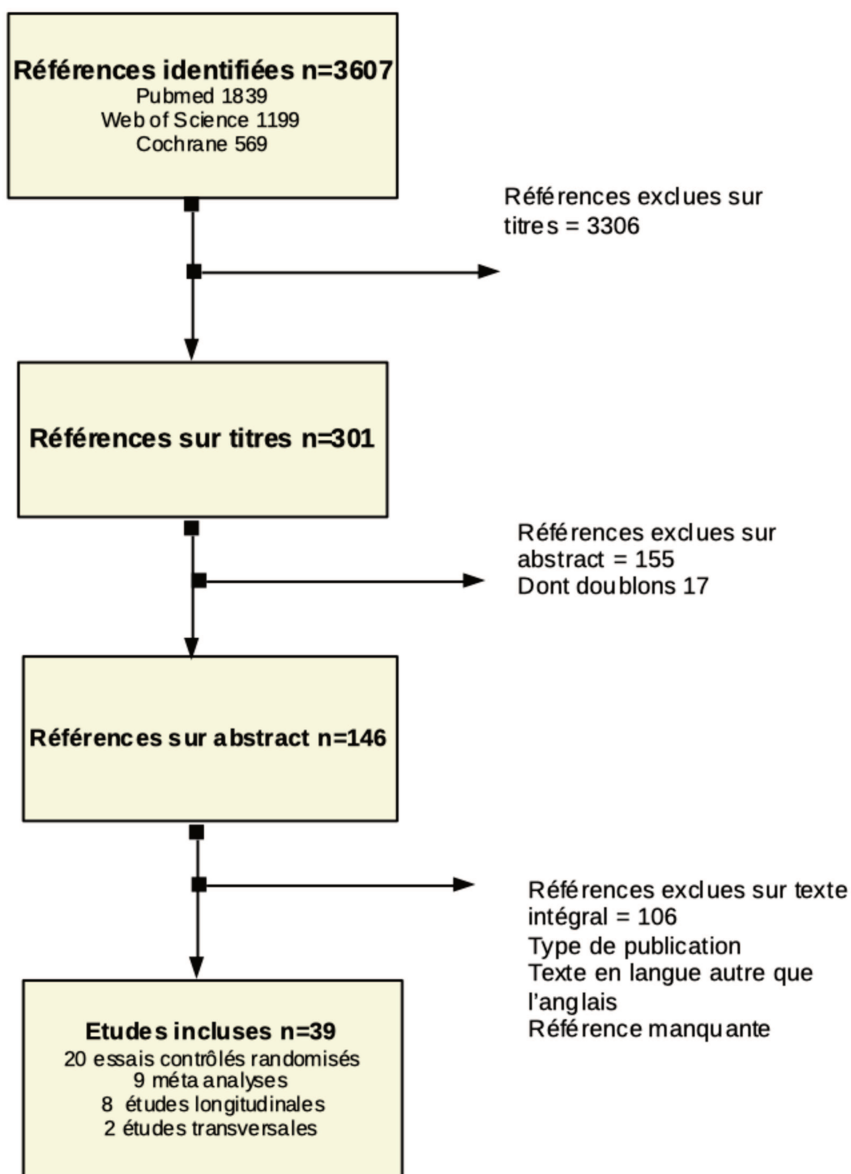 Références identifiées n=3607
Pubmed 1839
Web of Science 1199
Cochrane 569
Références exclues sur
titres = 3306
Références sur titres n=301
Références exclues sur
abstract = 155
Dont doublons 17
Références sur abstract n=146
Références exclues sur texte
intégral = 106
Type de publication
Texte en langue autre que
l'anglais
Référence manquante
Etudes incluses n=39
20 essais contrôlés randomisés
9 méta analyses
8 études longitudinales
2 études transversales